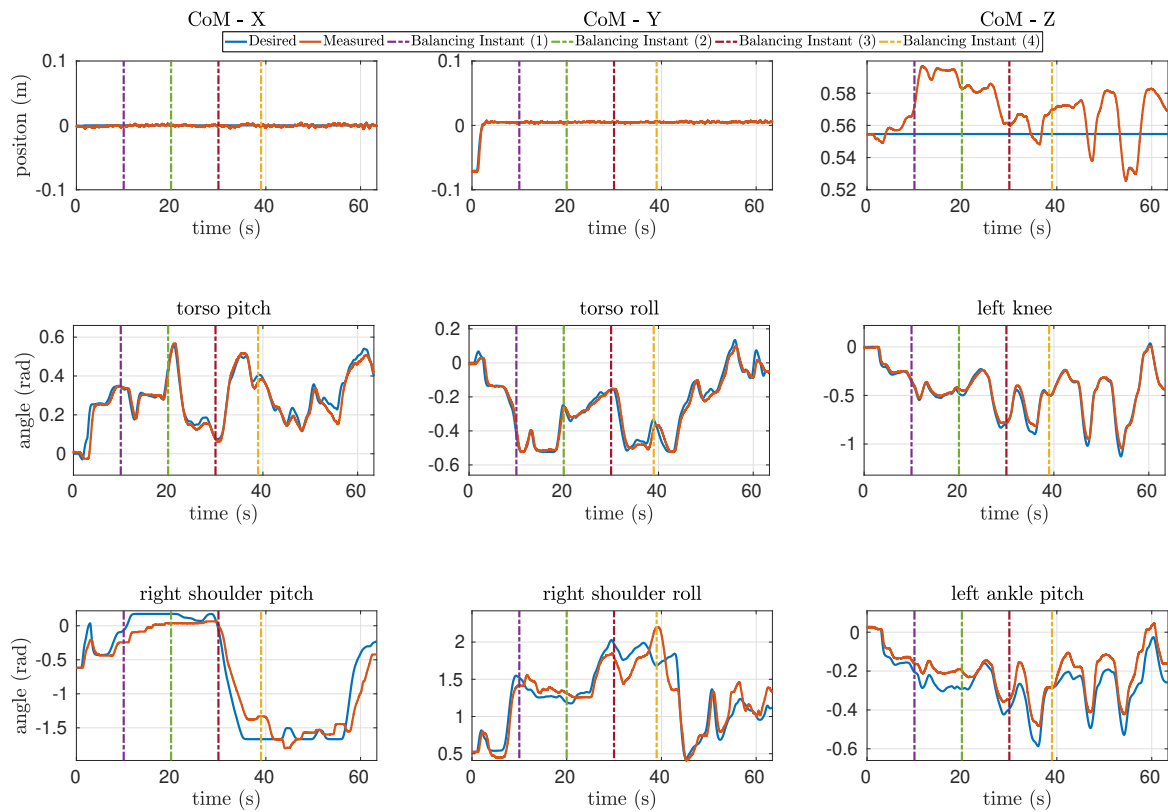 CoM - X CoM - Y CoM - Z
Desired Measured Balancing Instant (1) Balancing Instant (2) Balancing Instant (3) Balancing Instant (4)
positon (m)
0.1
0
-0.1
0 20 40 60
time (s)
0.1
0
-0.1
0 20 40 60
time (s)
0.58
0.56
0.54
0.52
0 20 40 60
time (s)
torso pitch
angle (rad)
0.6
0.4
0.2
0
0 20 40 60
time (s)
torso roll
0.2
-0
-0.2
-0.4
-0.6
0 20 40 60
time (s)
left knee
0
-0.5
-1
0 20 40 60
time (s)
right shoulder pitch
angle (rad)
0
-0.5
-1
-1.5
0 20 40 60
time (s)
right shoulder roll
2
1.5
1
0.5
0 20 40 60
time (s)
left ankle pitch
0
-0.2
-0.4
-0.6
0 20 40 60
time (s)